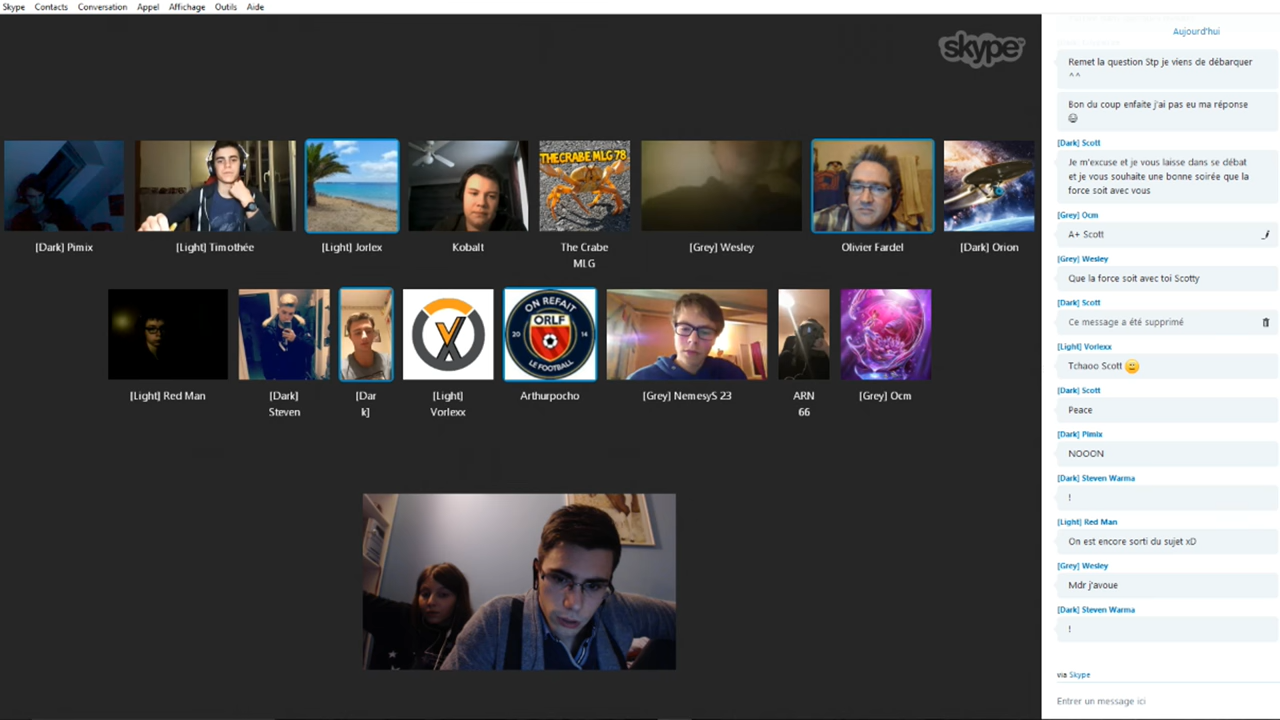 Skype Contacts Conversation Appel Affichage Outils Aide
skype™
THECRABE MLG 78
[Dark] Pimix
[Light] Timothée
[Light] Jorlex
Kobalt
The Crabe
MLG
[Grey] Wesley
Olivier Fardel
[Dark] Orion
ON REFAIT
ORLF
20 14
LE FOOTBALL
[Light] Red Man
[Dark]
Steven
[Dar
k]
[Light]
Vorlexx
Arthurpocho
[Grey] NemesyS 23
ARN
66
[Grey] Ocm
Aujourd'hui
Remet la question Stp je viens de débarquer
^^
Bon du coup enfaite j'ai pas eu ma réponse
😂
[Dark] Scott
Je m'excuse et je vous laisse dans se débat
et je vous souhaite une bonne soirée que la
force soit avec vous
[Grey] Ocm
A+ Scott
[Grey] Wesley
Que la force soit avec toi Scotty
[Dark] Scott
Ce message a été supprimé
[Light] Vorlexx
Tchaoo Scott 🙂
[Dark] Scott
Peace
[Dark] Pimix
NOOON
[Dark] Steven Warma
!
[Light] Red Man
On est encore sorti du sujet xD
[Grey] Wesley
Mdr j'avoue
[Dark] Steven Warma
!
via Skype
Entrer un message ici